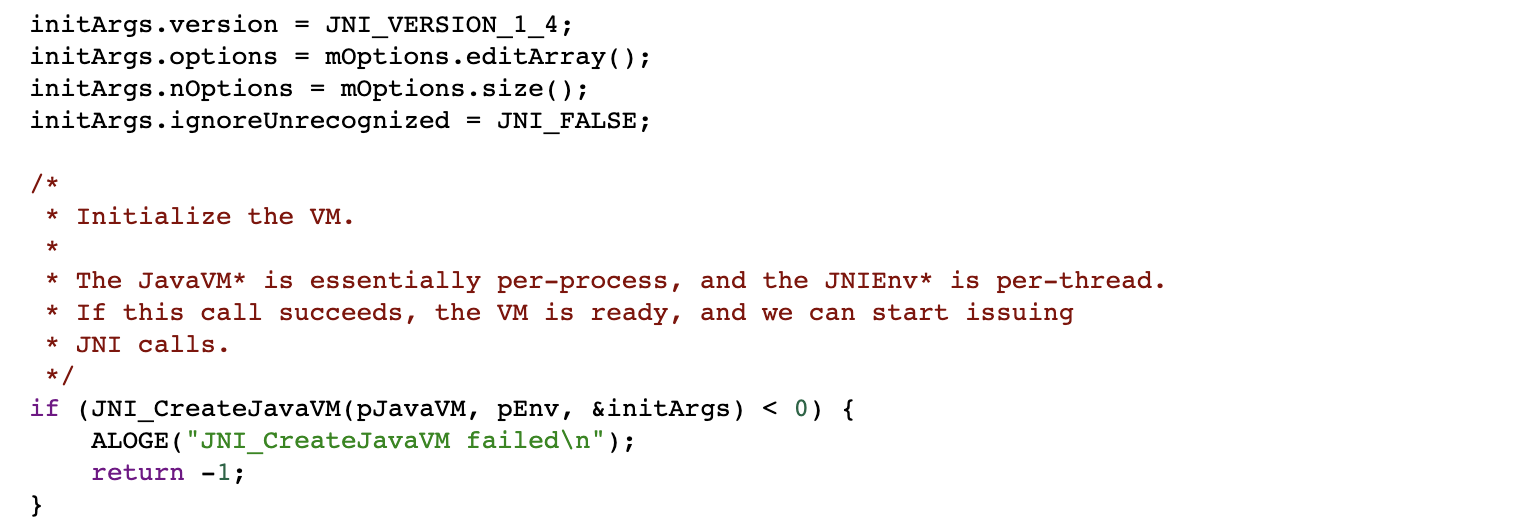 initArgs.version = JNI_VERSION_1_4;
initArgs.options = mOptions.editArray();
initArgs.nOptions = mOptions.size();
initArgs.ignoreUnrecognized = JNI_FALSE;

/*
 * Initialize the VM.
 *
 * The JavaVM* is essentially per-process, and the JNIEnv* is per-thread.
 * If this call succeeds, the VM is ready, and we can start issuing
 * JNI calls.
 */
if (JNI_CreateJavaVM(pJavaVM, pEnv, &initArgs) < 0) {
    ALOGE("JNI_CreateJavaVM failed\n");
    return -1;
}